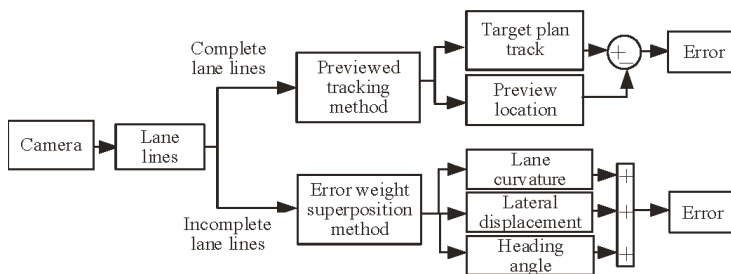 Camera
Lane
lines
Complete
lane lines
Incomplete
lane lines
Previewed
tracking
method
Target plan
track
Preview
location
+
−
Error
Error weight
superposition
method
Lane
curvature
Lateral
displacement
Heading
angle
+
+
+
Error